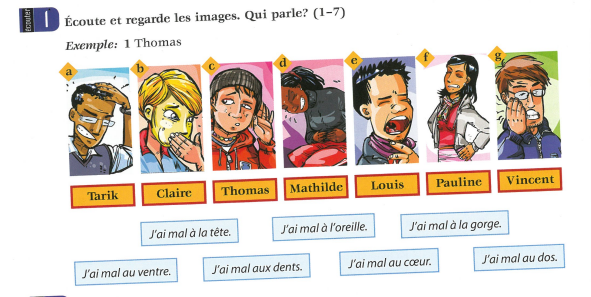 Écouter 1 Écoute et regarde les images. Qui parle? (1–7)
Exemple: 1 Thomas
a b c d e f g
Tarik Claire Thomas Mathilde Louis Pauline Vincent
J'ai mal à la tête. J'ai mal à l'oreille. J'ai mal à la gorge.
J'ai mal au ventre. J'ai mal aux dents. J'ai mal au cœur. J'ai mal au dos.